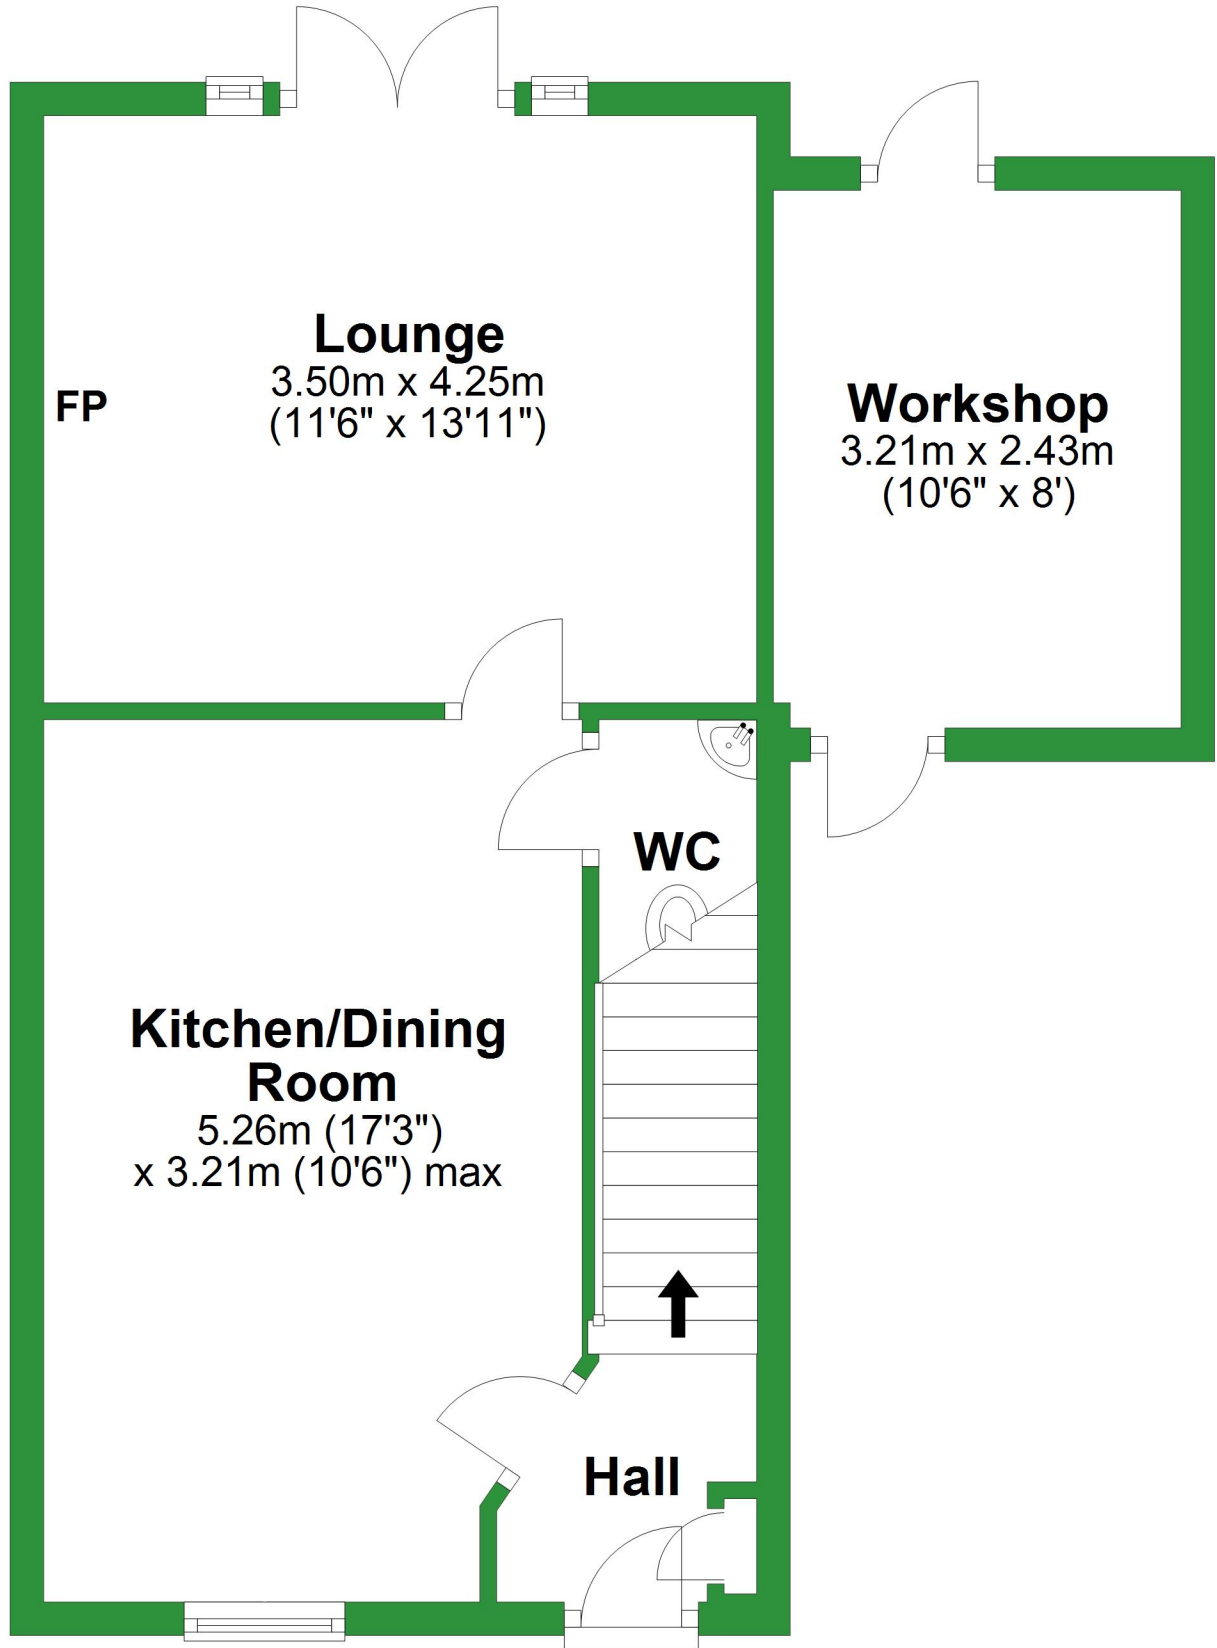 Lounge
3.50m x 4.25m
(11'6" x 13'11")
FP
Workshop
3.21m x 2.43m
(10'6" x 8')
WC
Kitchen/Dining
Room
5.26m (17'3")
x 3.21m (10'6") max
Hall